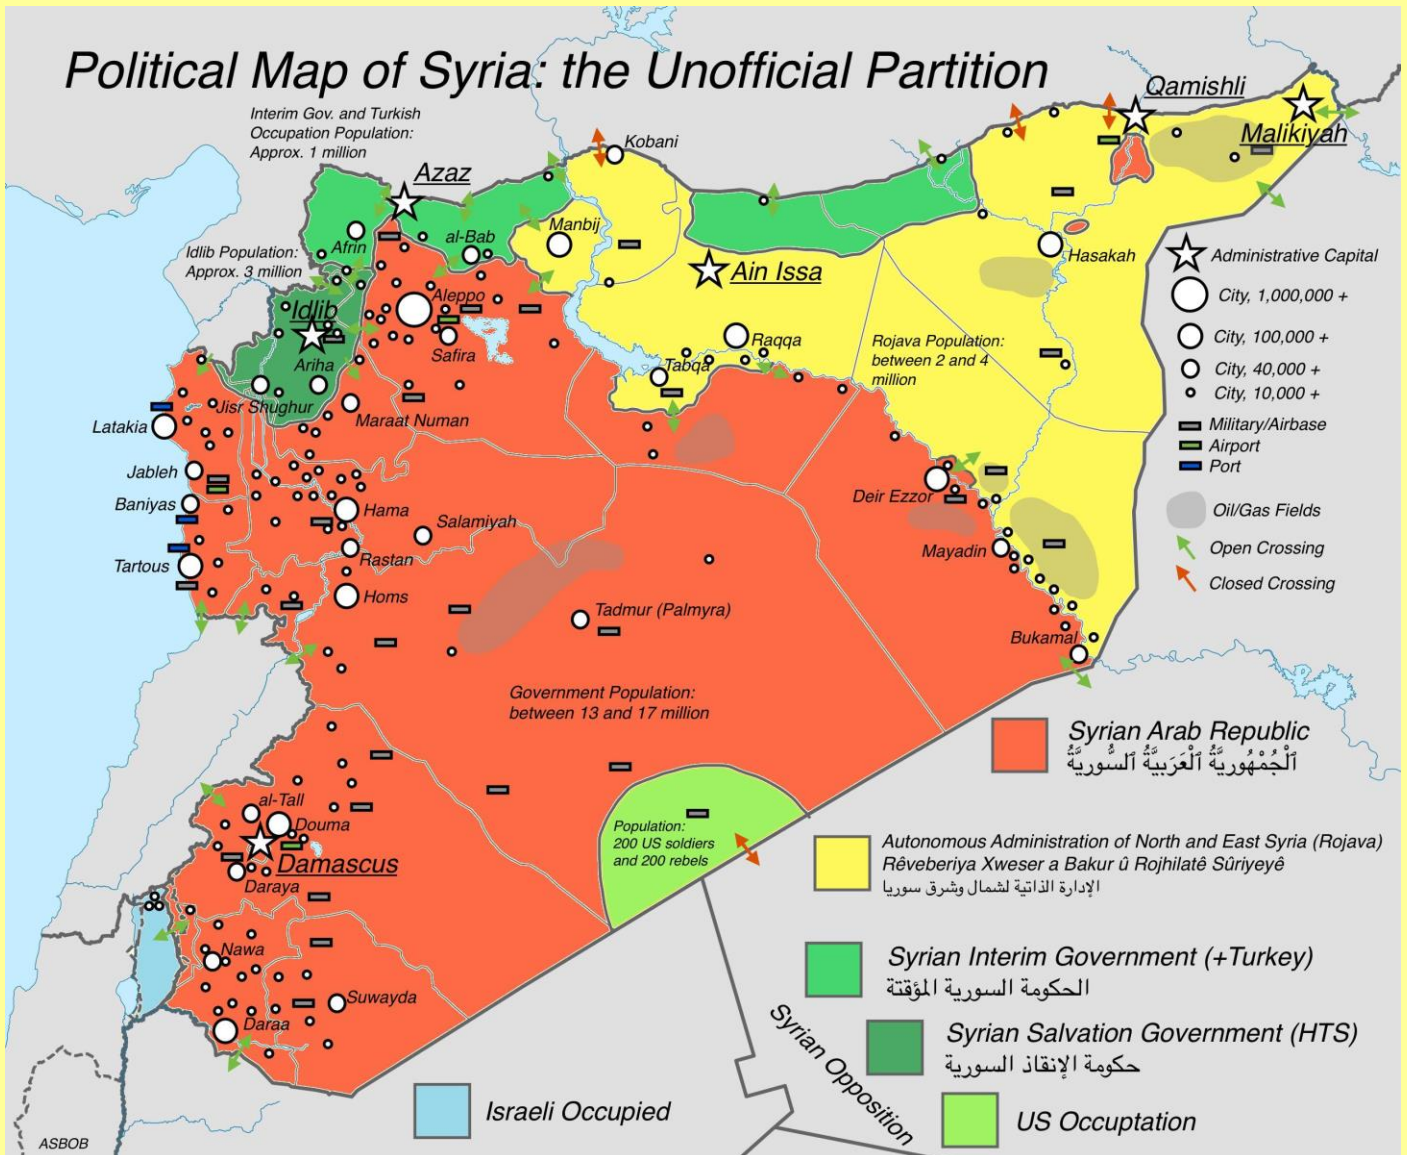 Political Map of Syria: the Unofficial Partition
Interim Gov. and Turkish
Occupation Population:
Approx. 1 million
Qamishli
Malikiyah
Kobani
Azaz
Afrin
al-Bab
Manbij
Idlib Population:
Approx. 3 million
Ain Issa
Hasakah
Idlib
Aleppo
Safira
Ariha
Jisr Shughur
Maraat Numan
Raqqa
Tabqa
Rojava Population:
between 2 and 4
million
Administrative Capital
City, 1,000,000 +
City, 100,000 +
City, 40,000 +
City, 10,000 +
Military/Airbase
Airport
Port
Oil/Gas Fields
Open Crossing
Closed Crossing
Latakia
Jableh
Baniyas
Tartous
Hama
Salamiyah
Rastan
Homs
Deir Ezzor
Mayadin
Bukamal
Tadmur (Palmyra)
Government Population:
between 13 and 17 million
al-Tall
Douma
Damascus
Daraya
Nawa
Suwayda
Daraa
Population:
200 US soldiers
and 200 rebels
Syrian Arab Republic
ٱلْجُمْهُورِيَّةُ ٱلْعَرَبِيَّةُ ٱلسُّورِيَّةُ
Autonomous Administration of North and East Syria (Rojava)
Rêveberiya Xweser a Bakur û Rojhilatê Sûriyeyê
الإدارة الذاتية لشمال وشرق سوريا
Syrian Interim Government (+Turkey)
الحكومة السورية المؤقتة
Syrian Salvation Government (HTS)
حكومة الإنقاذ السورية
US Occuptation
Syrian Opposition
Israeli Occupied
ASBOB